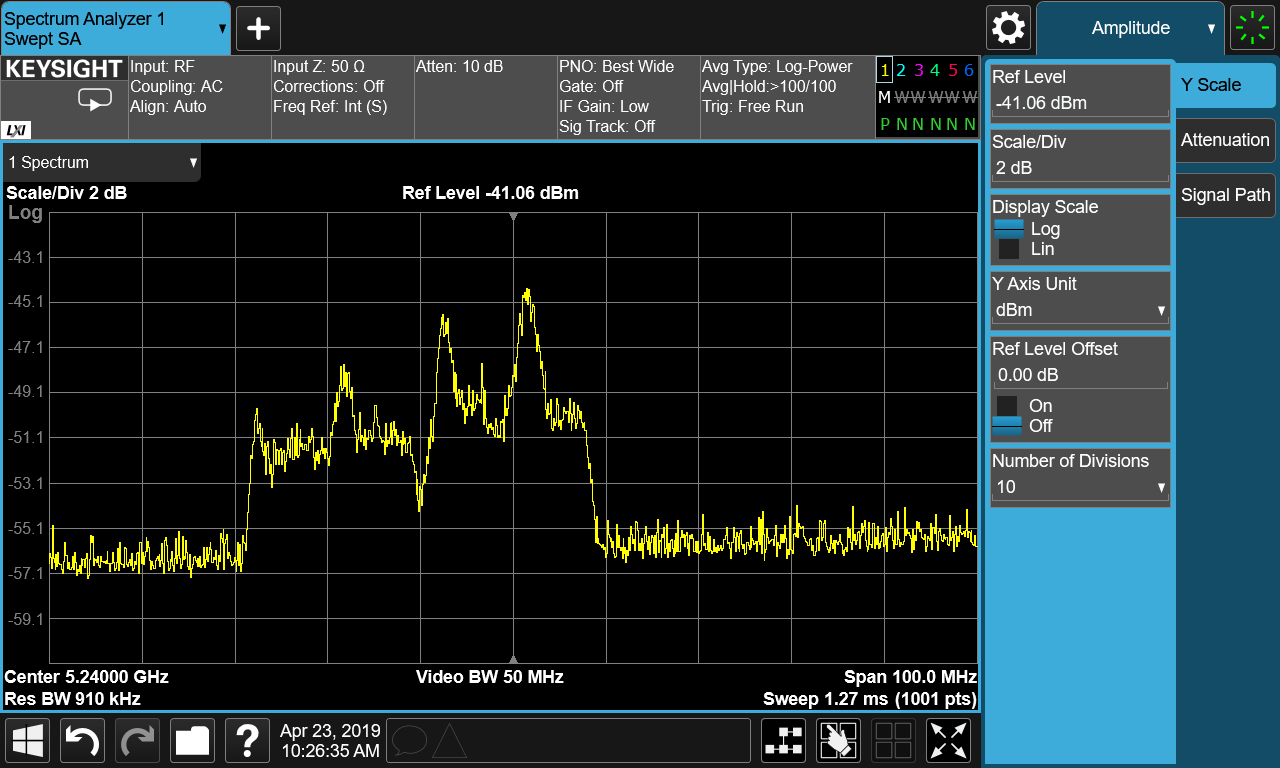 Spectrum Analyzer 1
Swept SA
Amplitude
KEYSIGHT
LXI
Input: RF
Coupling: AC
Align: Auto
Input Z: 50 Ω
Corrections: Off
Freq Ref: Int (S)
Atten: 10 dB
PNO: Best Wide
Gate: Off
IF Gain: Low
Sig Track: Off
Avg Type: Log-Power
Avg|Hold:>100/100
Trig: Free Run
1 2 3 4 5 6
M W W W W W
P N N N N N
1 Spectrum
Scale/Div 2 dB
Ref Level -41.06 dBm
Log
-43.1
-45.1
-47.1
-49.1
-51.1
-53.1
-55.1
-57.1
-59.1
Center 5.24000 GHz
Video BW 50 MHz
Span 100.0 MHz
Res BW 910 kHz
Sweep 1.27 ms (1001 pts)
Ref Level
-41.06 dBm
Scale/Div
2 dB
Display Scale
Log
Lin
Y Axis Unit
dBm
Ref Level Offset
0.00 dB
On
Off
Number of Divisions
10
Y Scale
Attenuation
Signal Path
?
Apr 23, 2019
10:26:35 AM